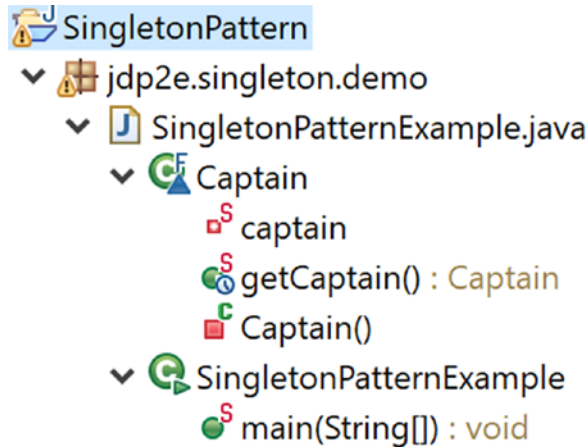 SingletonPattern
jdp2e.singleton.demo
SingletonPatternExample.java
Captain
captain
getCaptain() : Captain
Captain()
SingletonPatternExample
main(String[]) : void